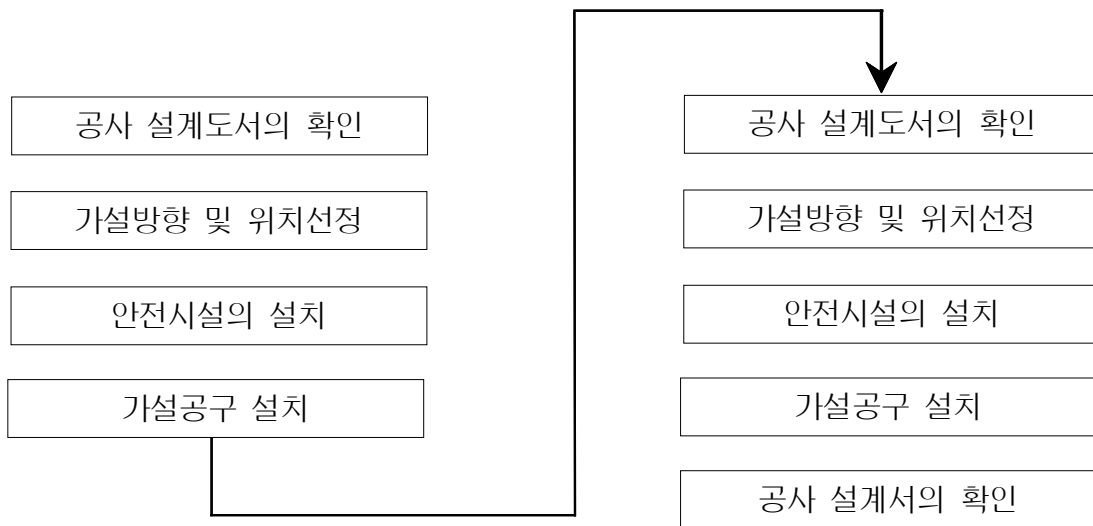 공사 설계도서의 확인
가설방향 및 위치선정
안전시설의 설치
가설공구 설치
공사 설계도서의 확인
가설방향 및 위치선정
안전시설의 설치
가설공구 설치
공사 설계서의 확인